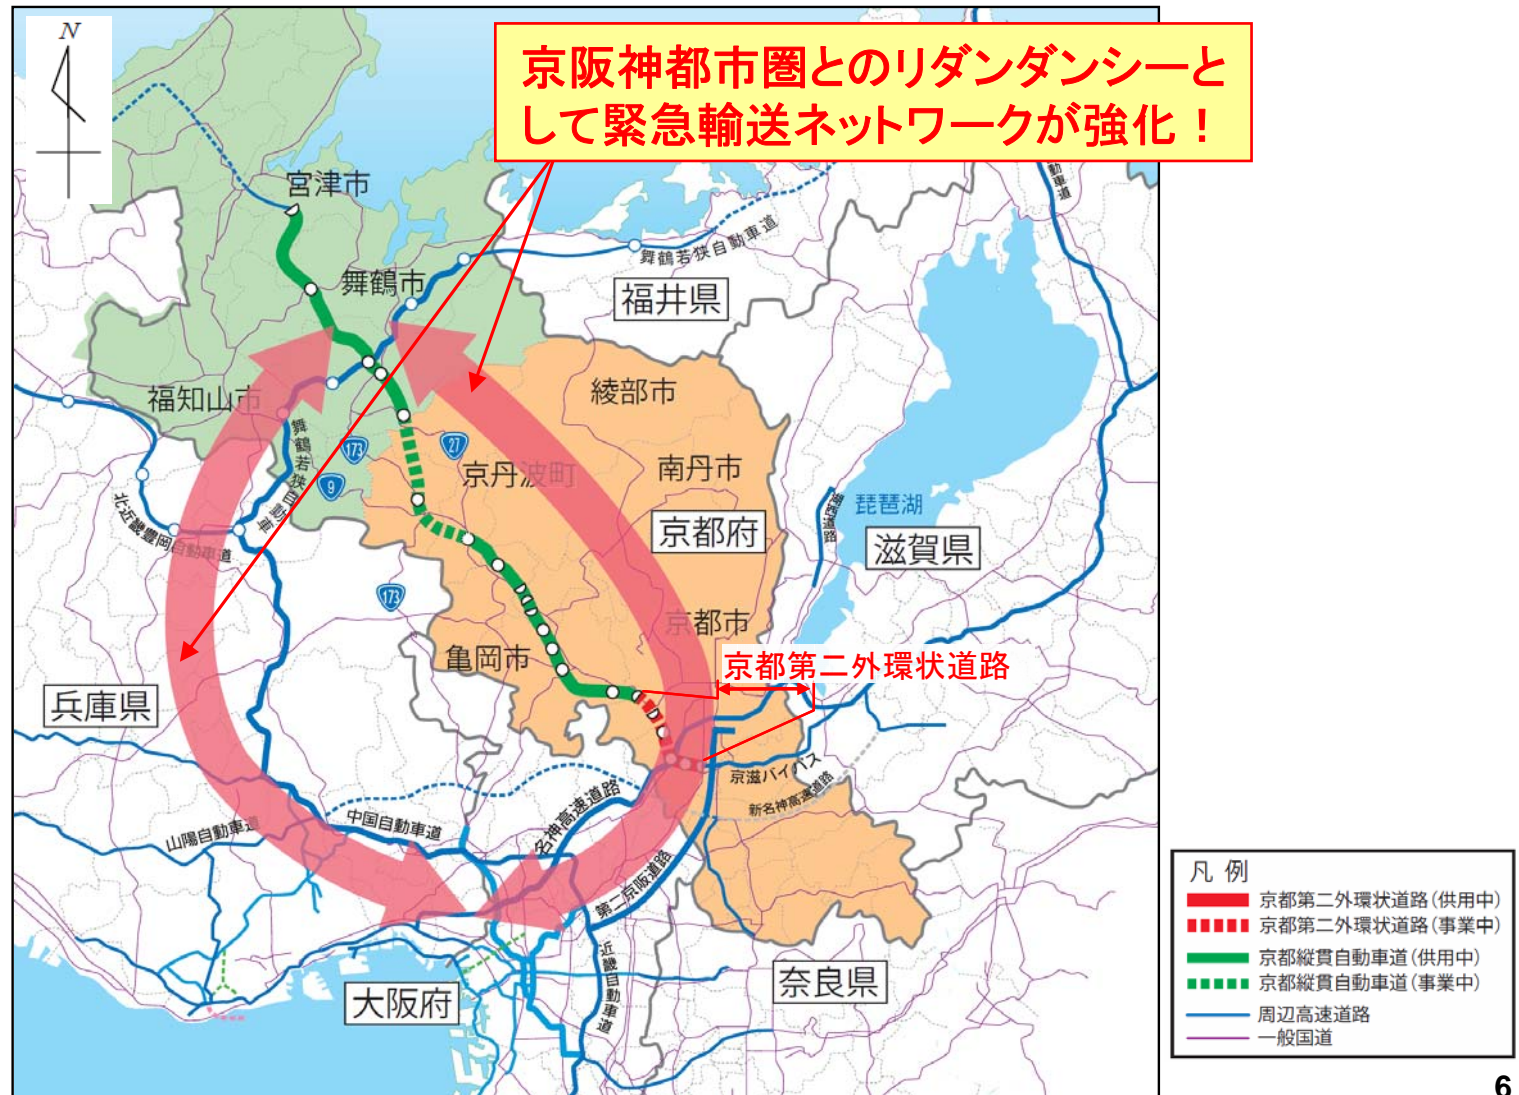 N
京阪神都市圏とのリダンダンシーと
して緊急輸送ネットワークが強化！
動車道
宮津市
舞鶴市
舞鶴若狭自動車道
福井県
福知山市
綾部市
舞鶴若狭自動車
173
27
9
京丹波町
南丹市
琵琶湖
京都府
滋賀県
北近畿豊岡自動車道
173
京都市
亀岡市
京都第二外環状道路
兵庫県
京滋バイパス
新名神高速道路
名神高速道路
山陽自動車道
中国自動車道
第二京阪道路
近畿自動車道
奈良県
大阪府
凡例
京都第二外環状道路(供用中)
京都第二外環状道路(事業中)
京都縦貫自動車道(供用中)
京都縦貫自動車道(事業中)
周辺高速道路
一般国道
6